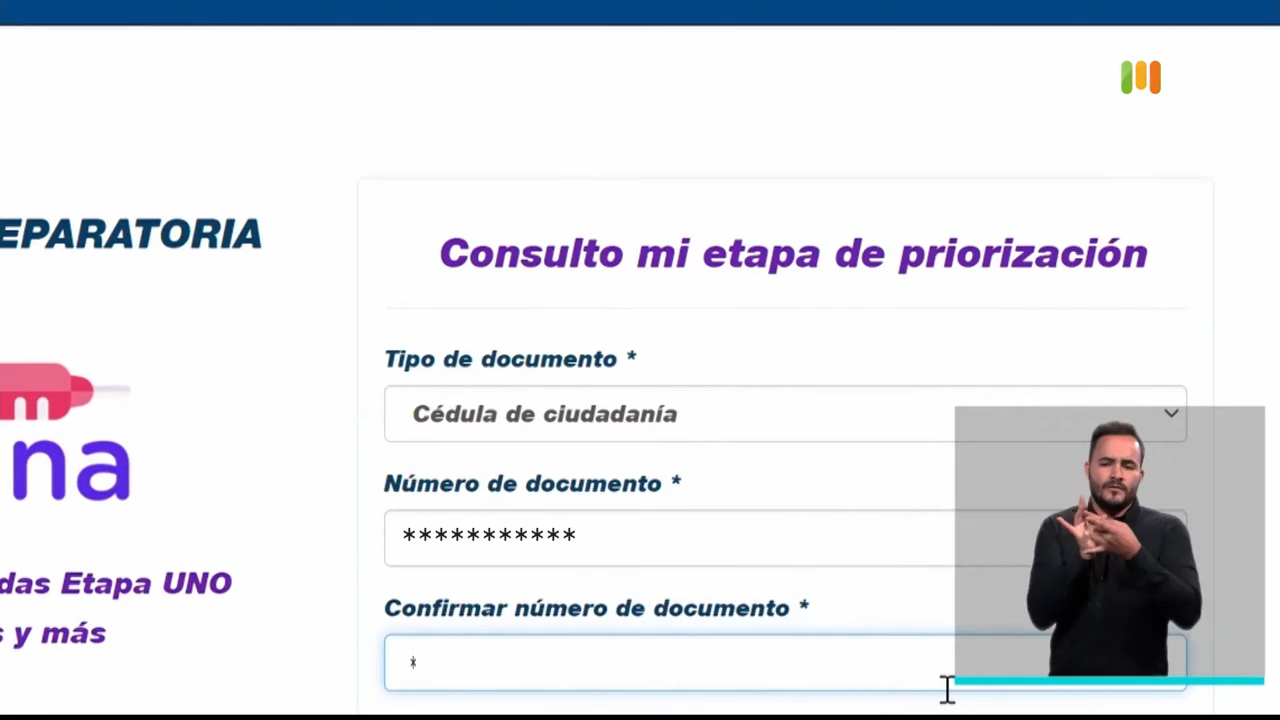 EPARATORIA
Consulto mi etapa de priorización
Tipo de documento *
Cédula de ciudadanía
na
Número de documento *
***********
das Etapa UNO
Confirmar número de documento *
s y más
*